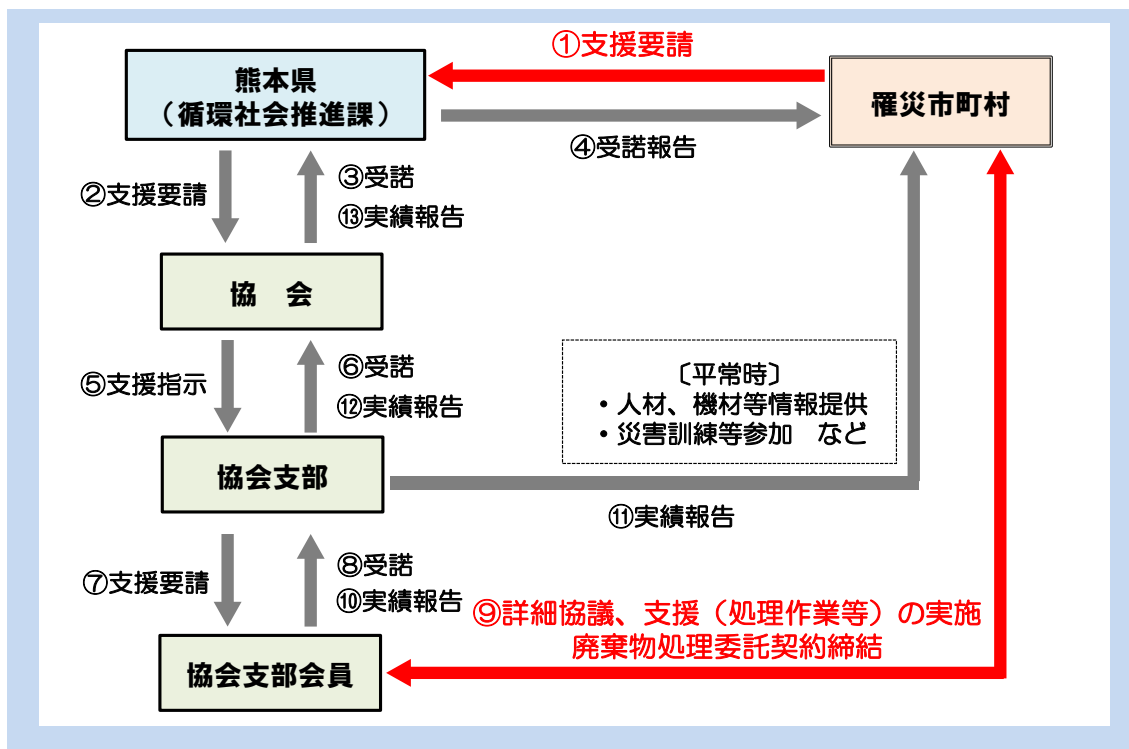 ①支援要請
熊本県
（循環社会推進課）
罹災市町村
④受諾報告
②支援要請
③受諾
⑬実績報告
協　会
⑤支援指示
⑥受諾
⑫実績報告
〔平常時〕
・人材、機材等情報提供
・災害訓練等参加　など
協会支部
⑪実績報告
⑦支援要請
⑧受諾
⑩実績報告
⑨詳細協議、支援（処理作業等）の実施
廃棄物処理委託契約締結
協会支部会員